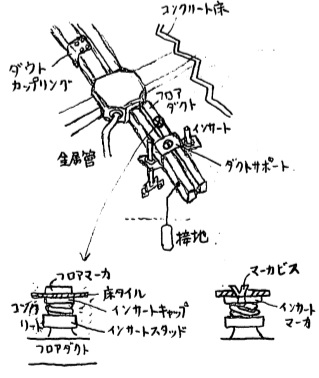 コンクリート床
ダクト
カップリング
フロア
ダクト
インサート
金属管
ダクトサポート
接地
フロアマーカ
床タイル
コンクリート
インサートキャップ
インサートスタッド
フロアダクト
マーカビス
インサート
マーカ